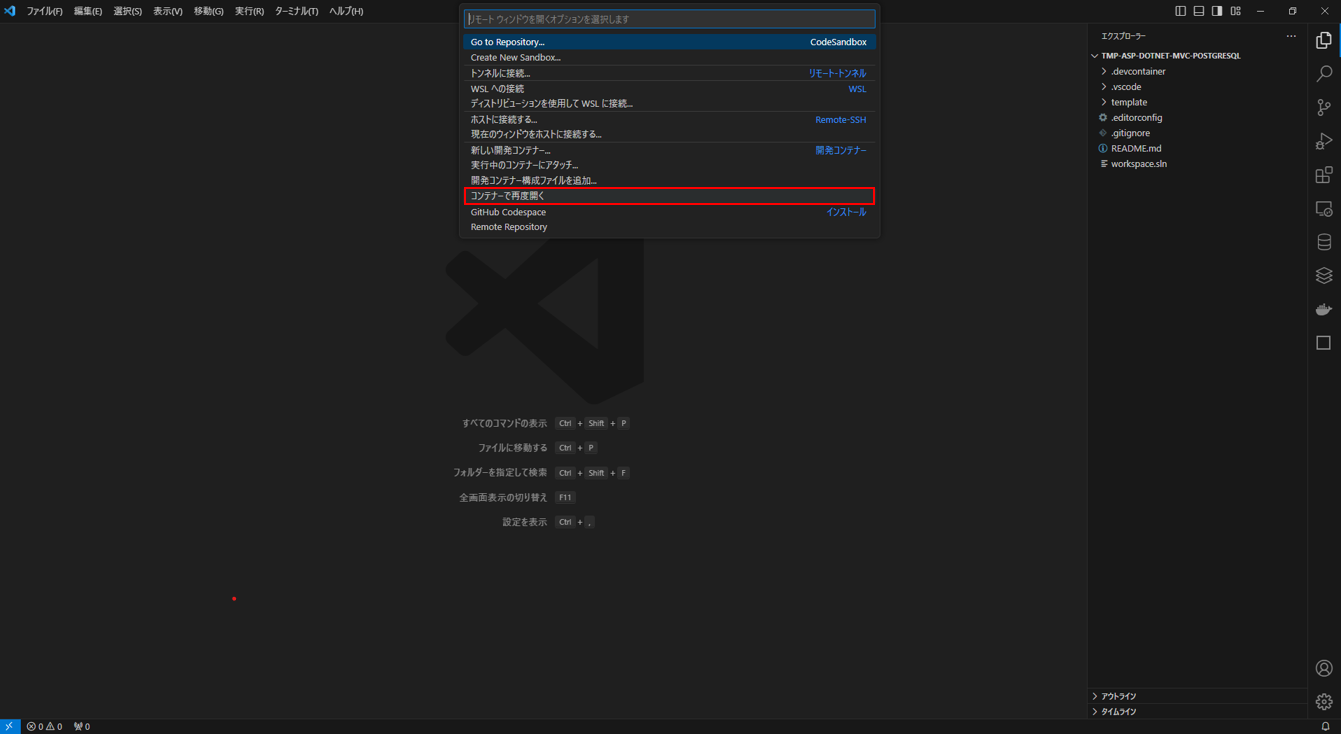 ファイル(F) 編集(E) 選択(S) 表示(V) 移動(G) 実行(R) ターミナル(T) ヘルプ(H)
リモート ウィンドウを開くオプションを選択します
Go to Repository... CodeSandbox
Create New Sandbox...
トンネルに接続... リモート-トンネル
WSL への接続 WSL
ディストリビューションを使用して WSL に接続...
ホストに接続する... Remote-SSH
現在のウィンドウをホストに接続する...
新しい開発コンテナー... 開発コンテナー
実行中のコンテナーにアタッチ...
開発コンテナー構成ファイルを追加...
コンテナーで再度開く
GitHub Codespace インストール
Remote Repository
すべてのコマンドの表示 Ctrl + Shift + P
ファイルに移動する Ctrl + P
フォルダーを指定して検索 Ctrl + Shift + F
全画面表示の切り替え F11
設定を表示 Ctrl + ,
エクスプローラー ...
TMP-ASP-DOTNET-MVC-POSTGRESQL
.devcontainer
.vscode
template
.editorconfig
.gitignore
README.md
workspace.sln
アウトライン
タイムライン
0 0 0